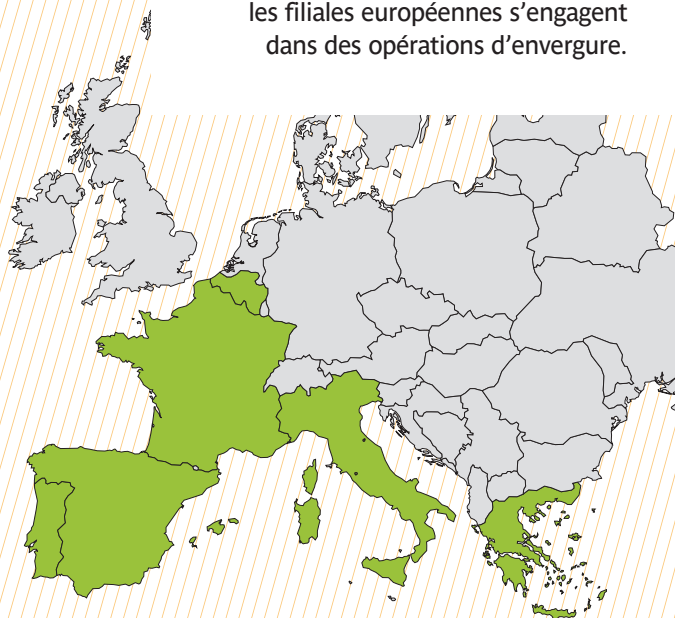 les filiales européennes s’engagent
dans des opérations d’envergure.